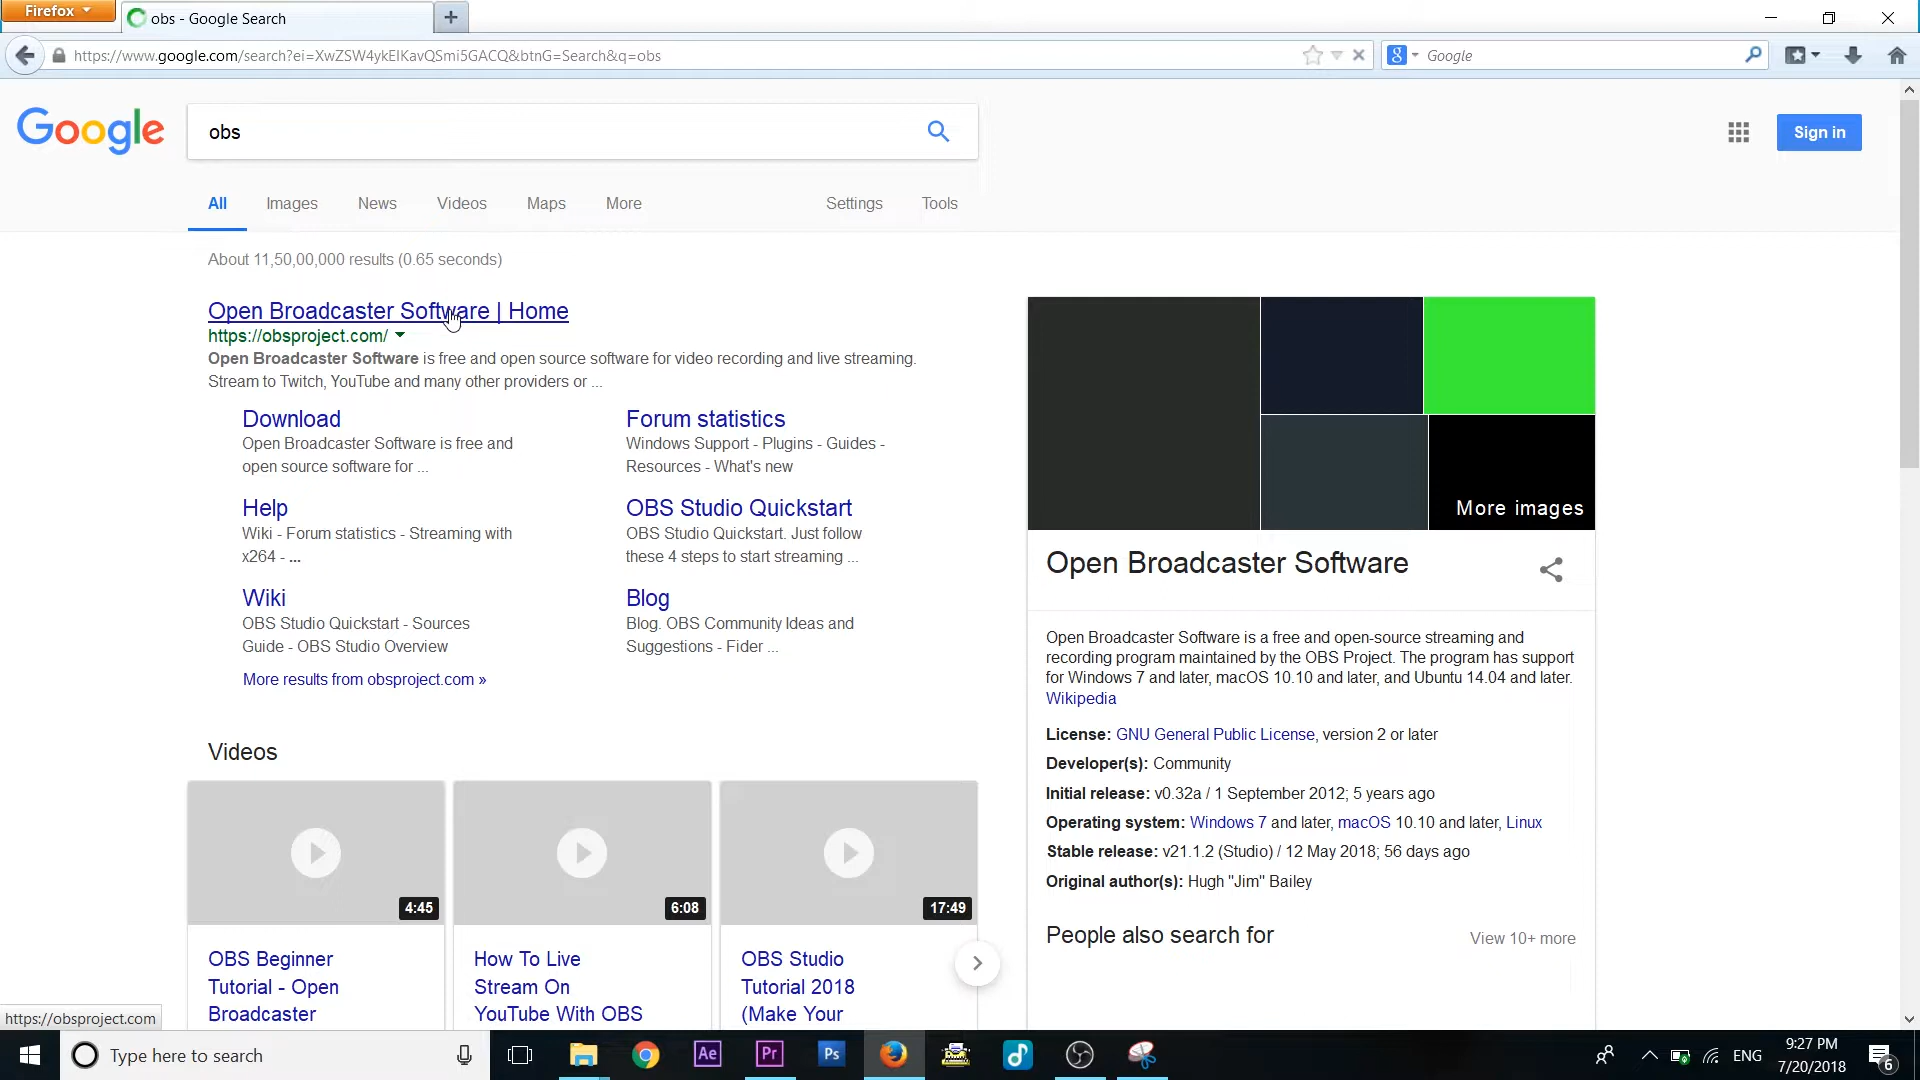 Firefox
obs - Google Search
https://www.google.com/search?ei=XwZSW4ykEIKavQSmi5GACQ&btnG=Search&q=obs
Google
Google
obs
Sign in
All
Images
News
Videos
Maps
More
Settings
Tools
About 11,50,00,000 results (0.65 seconds)
Open Broadcaster Software | Home
https://obsproject.com/
Open Broadcaster Software is free and open source software for video recording and live streaming.
Stream to Twitch, YouTube and many other providers or ...
Download
Open Broadcaster Software is free and
open source software for ...
Forum statistics
Windows Support - Plugins - Guides -
Resources - What's new
Help
Wiki - Forum statistics - Streaming with
x264 - ...
OBS Studio Quickstart
OBS Studio Quickstart. Just follow
these 4 steps to start streaming ...
Wiki
OBS Studio Quickstart - Sources
Guide - OBS Studio Overview
Blog
Blog. OBS Community Ideas and
Suggestions - Fider ...
More results from obsproject.com »
Videos
4:45
6:08
17:49
OBS Beginner
Tutorial - Open
Broadcaster
How To Live
Stream On
YouTube With OBS
OBS Studio
Tutorial 2018
(Make Your
More images
Open Broadcaster Software
Open Broadcaster Software is a free and open-source streaming and
recording program maintained by the OBS Project. The program has support
for Windows 7 and later, macOS 10.10 and later, and Ubuntu 14.04 and later.
Wikipedia
License: GNU General Public License, version 2 or later
Developer(s): Community
Initial release: v0.32a / 1 September 2012; 5 years ago
Operating system: Windows 7 and later, macOS 10.10 and later, Linux
Stable release: v21.1.2 (Studio) / 12 May 2018; 56 days ago
Original author(s): Hugh "Jim" Bailey
People also search for
View 10+ more
https://obsproject.com
Type here to search
Ae
Pr
Ps
ENG
9:27 PM
7/20/2018
6